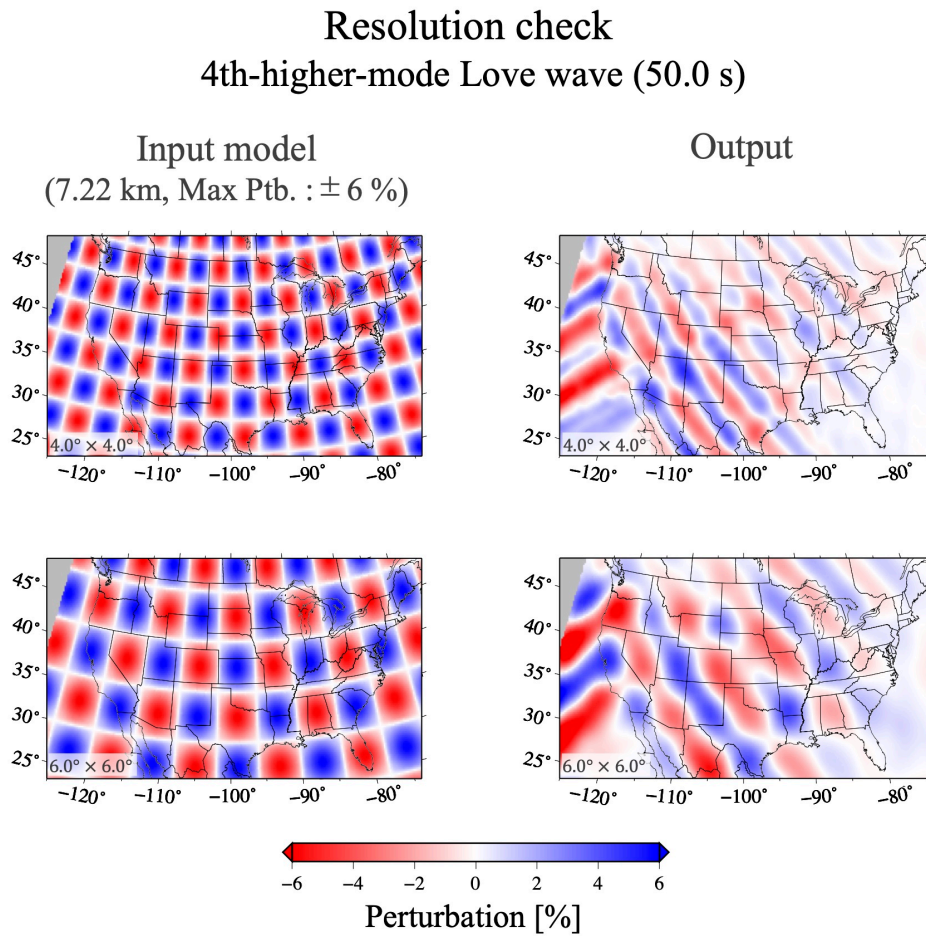 Resolution check
4th-higher-mode Love wave (50.0 s)
Input model
(7.22 km, Max Ptb. : ± 6 %)
Output
45°
40°
35°
30°
25°
4.0° × 4.0°
−120° −110° −100° −90° −80°
45°
40°
35°
30°
25°
4.0° × 4.0°
−120° −110° −100° −90° −80°
45°
40°
35°
30°
25°
6.0° × 6.0°
−120° −110° −100° −90° −80°
45°
40°
35°
30°
25°
6.0° × 6.0°
−120° −110° −100° −90° −80°
−6 −4 −2 0 2 4 6
Perturbation [%]